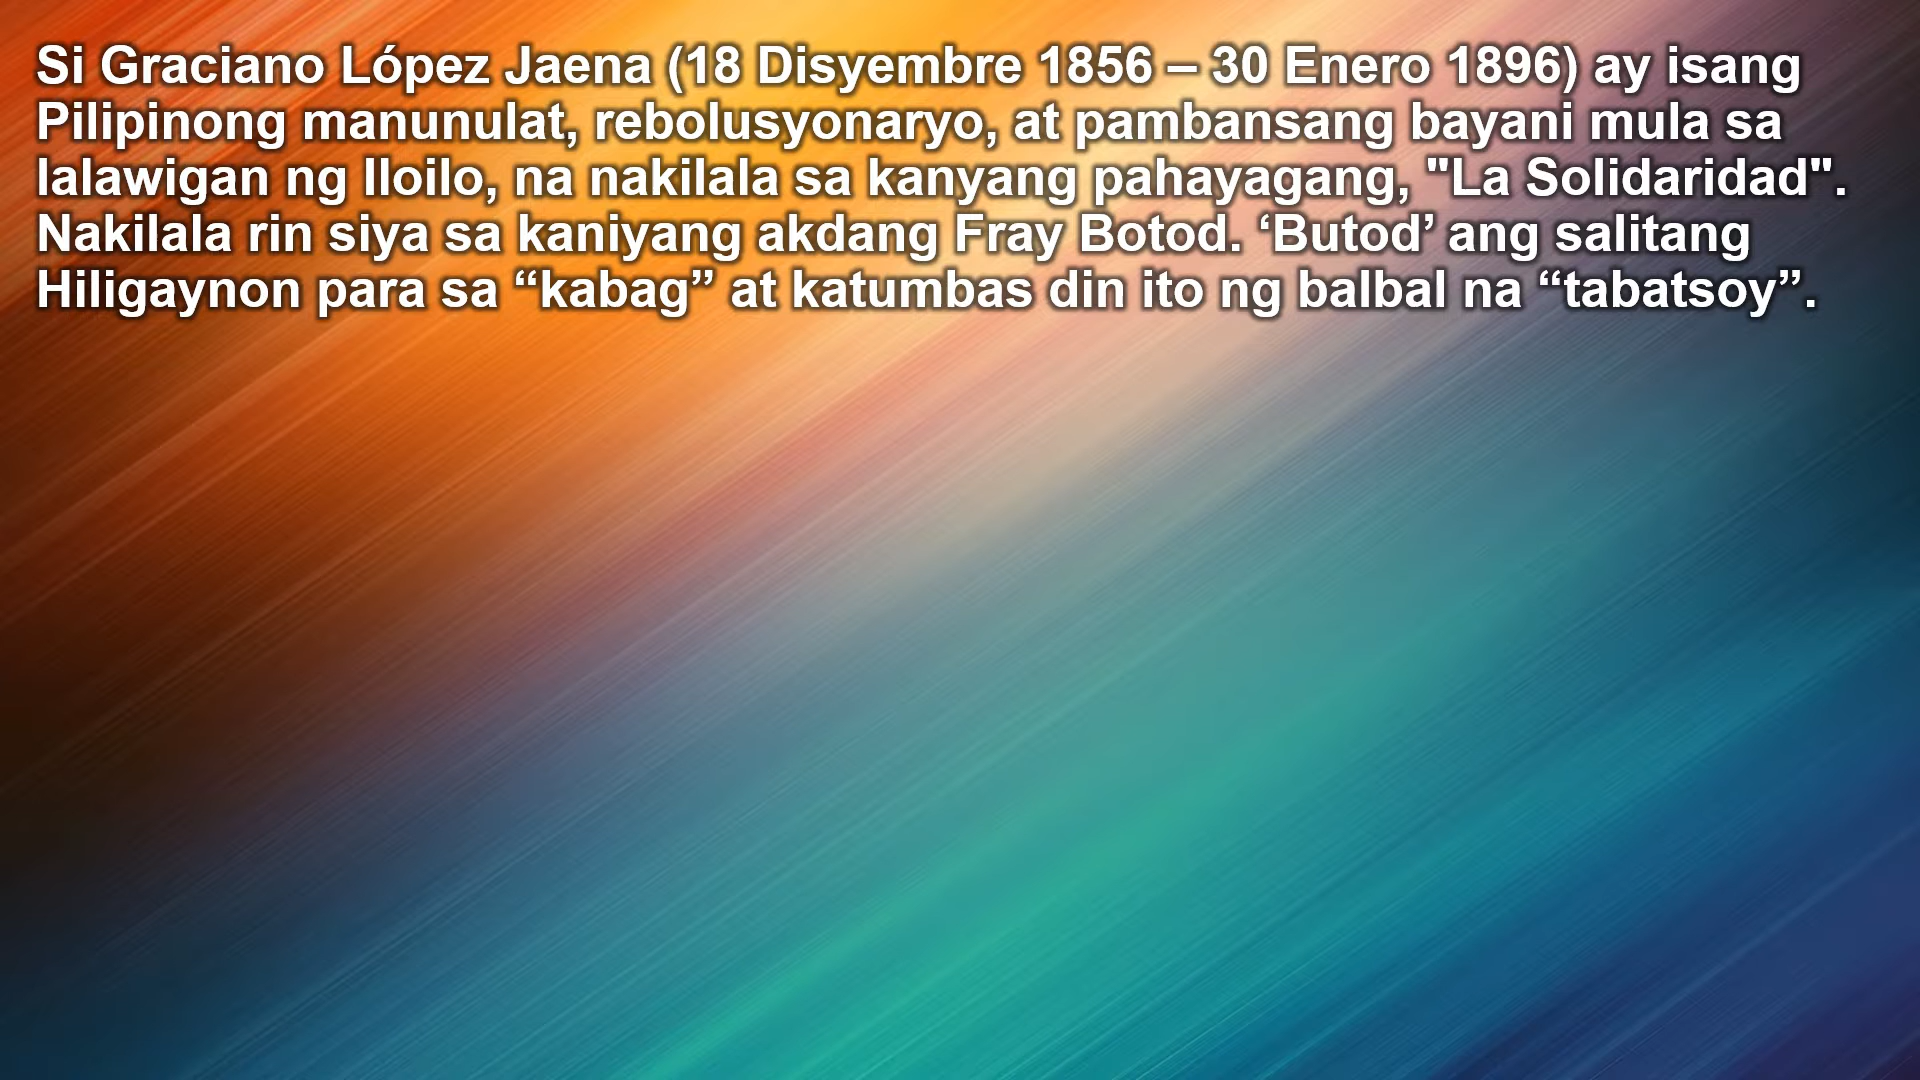 Si Graciano López Jaena (18 Disyembre 1856 – 30 Enero 1896) ay isang
Pilipinong manunulat, rebolusyonaryo, at pambansang bayani mula sa
lalawigan ng Iloilo, na nakilala sa kanyang pahayagang, "La Solidaridad".
Nakilala rin siya sa kaniyang akdang Fray Botod. ‘Butod’ ang salitang
Hiligaynon para sa “kabag” at katumbas din ito ng balbal na “tabatsoy”.